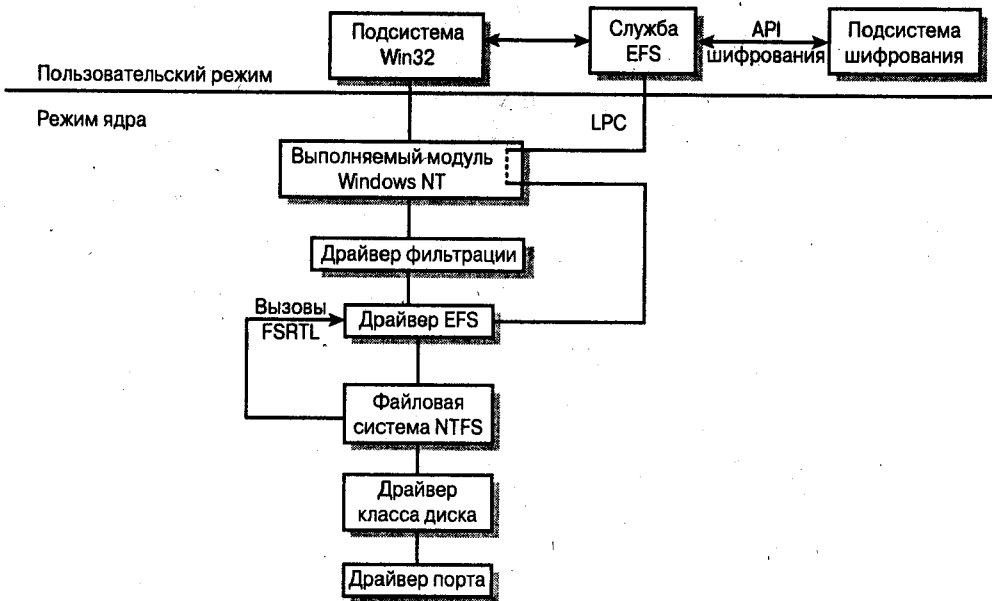 Подсистема
Win32
Служба
EFS
API
шифрования
Подсистема
шифрования
Пользовательский режим
Режим ядра
LPC
Выполняемый модуль
Windows NT
Драйвер фильтрации
Вызовы
FSRTL
Драйвер EFS
Файловая
система NTFS
Драйвер
класса диска
Драйвер порта